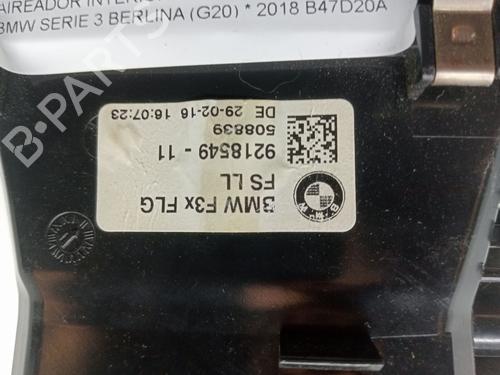 AIREADOR INTERIOR
BMW SERIE 3 BERLINA (G20) * 2018 B47D20A
BMW F3x FLG
FS LL
9218549 - 11
508839
DE 29-02-16 16:07:23
B-PARTS